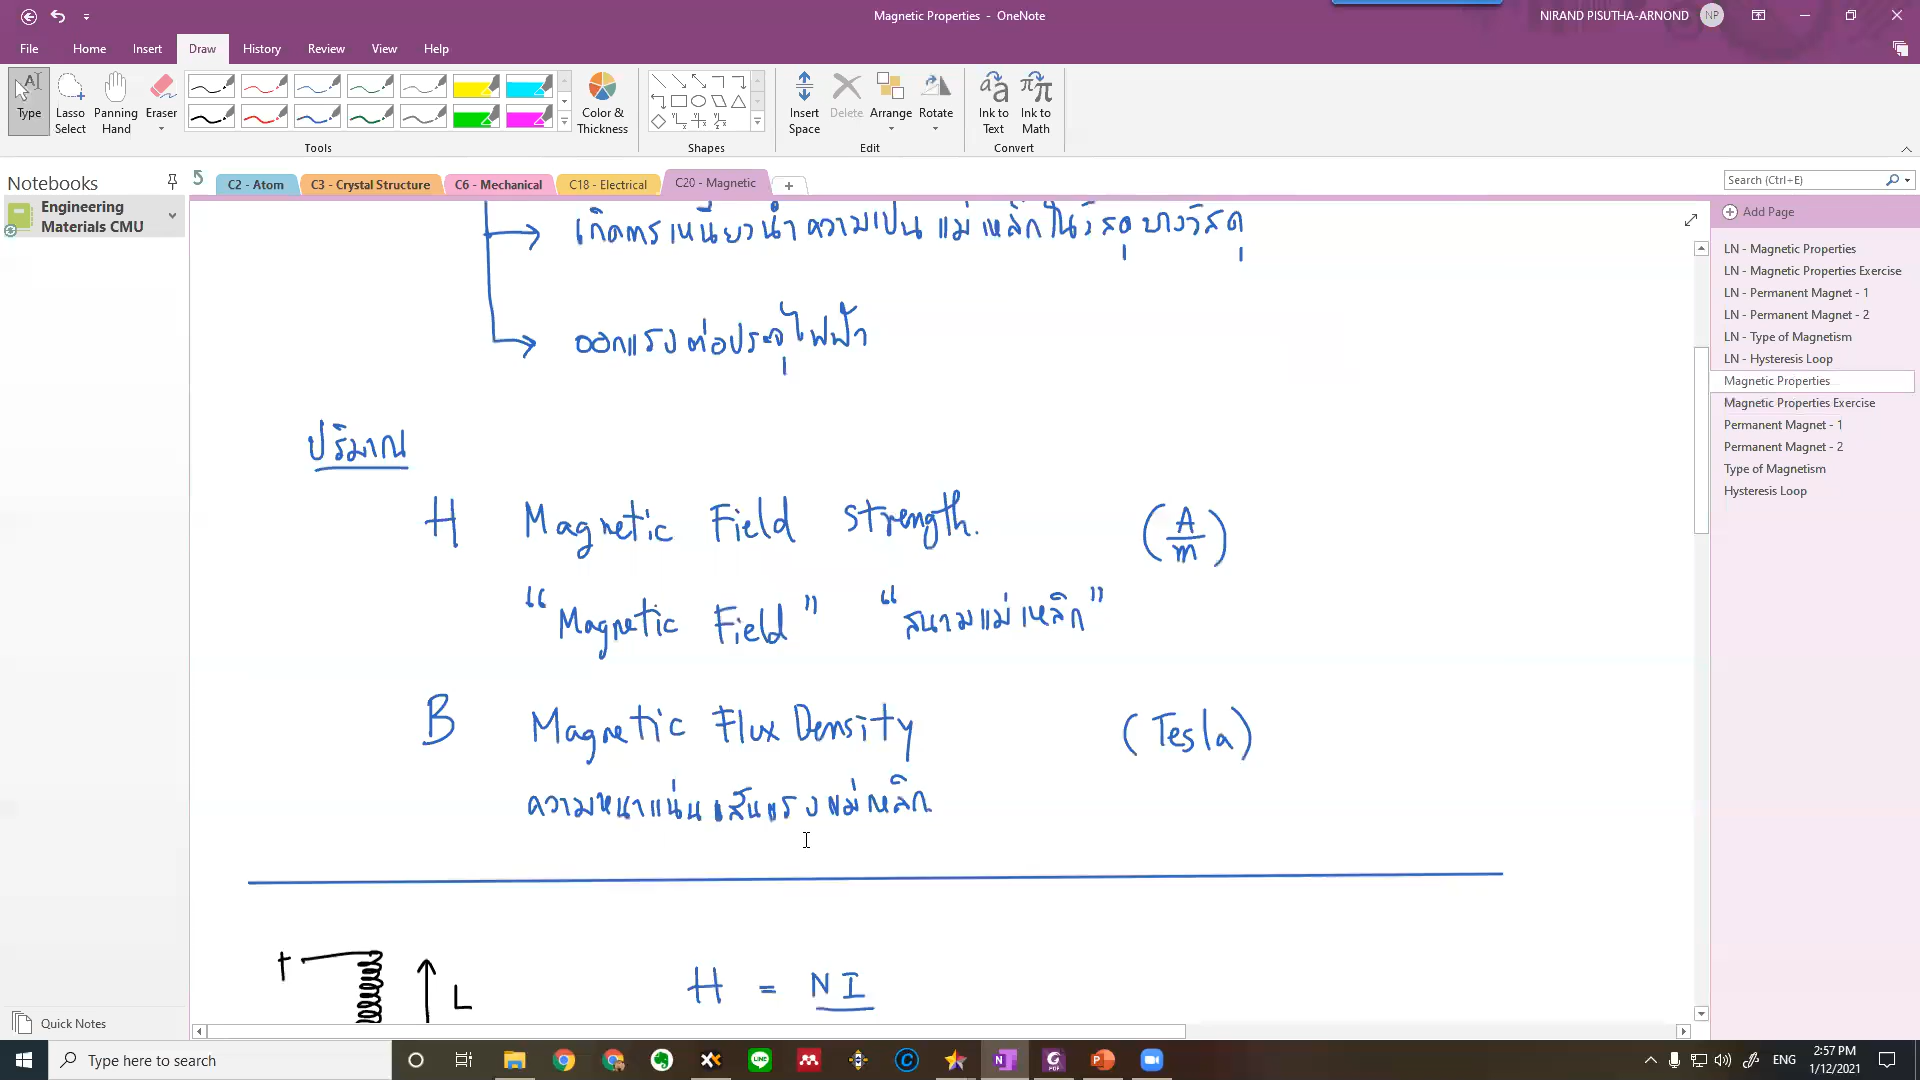 Magnetic Properties - OneNote
NIRAND PISUTHA-ARNOND NP
File Home Insert Draw History Review View Help
Type
Lasso Select
Panning Hand
Eraser
Color & Thickness
Insert Space
Delete
Arrange
Rotate
Ink to Text
Ink to Math
Tools
Shapes
Edit
Convert
Notebooks
Engineering Materials CMU
C2 - Atom
C3 - Crystal Structure
C6 - Mechanical
C18 - Electrical
C20 - Magnetic
Search (Ctrl+E)
Add Page
LN - Magnetic Properties
LN - Magnetic Properties Exercise
LN - Permanent Magnet - 1
LN - Permanent Magnet - 2
LN - Type of Magnetism
LN - Hysteresis Loop
Magnetic Properties
Magnetic Properties Exercise
Permanent Magnet - 1
Permanent Magnet - 2
Type of Magnetism
Hysteresis Loop
เกิดการเหนี่ยวนำความเป็นแม่เหล็กในวัสดุบางวัสดุ
ออกแรงต่อประจุไฟฟ้า
ปริมาณ
H Magnetic Field Strength. (A/m)
"Magnetic Field" "สนามแม่เหล็ก"
B Magnetic Flux Density (Tesla)
ความหนาแน่นเส้นแรงแม่เหล็ก
L
H = NI
Quick Notes
Type here to search
ENG
2:57 PM
1/12/2021